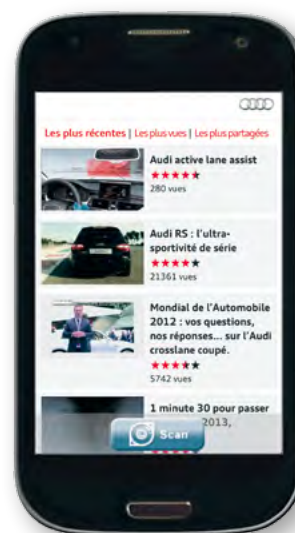 Les plus récentes | Les plus vues | Les plus partagées
Audi active lane assist
280 vues
Audi RS : l'ultra-
sportivité de série
21361 vues
Mondial de l'Automobile
2012 : vos questions,
nos réponses... sur l'Audi
crosslane coupé.
5742 vues
1 minute 30 pour passer
2013,
Scan